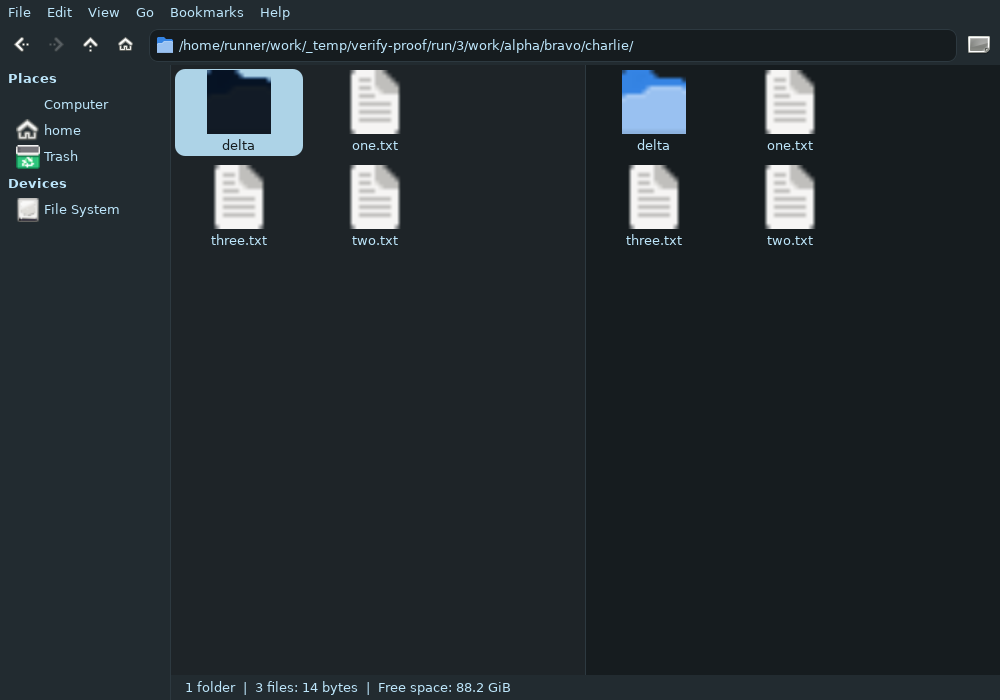 File Edit View Go Bookmarks Help
/home/runner/work/_temp/verify-proof/run/3/work/alpha/bravo/charlie/
Places
Computer
home
Trash
Devices
File System
delta one.txt
three.txt two.txt
delta one.txt
three.txt two.txt
1 folder | 3 files: 14 bytes | Free space: 88.2 GiB